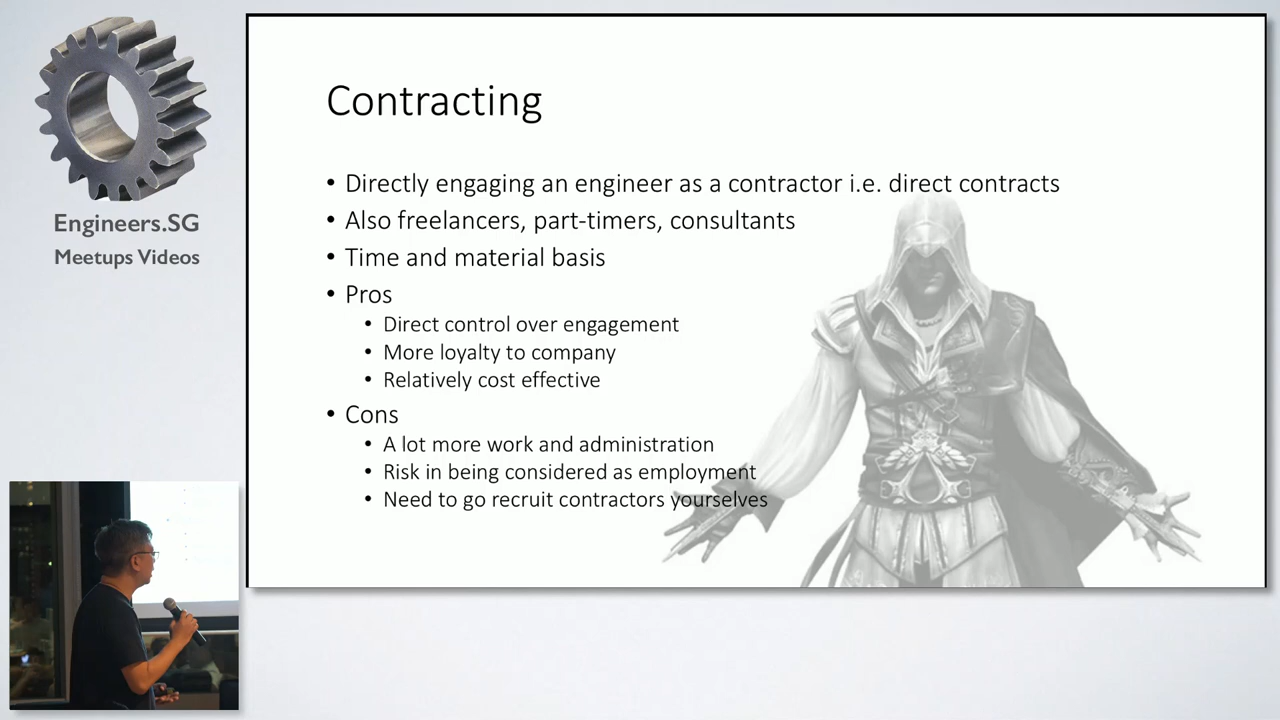 Engineers.SG
Meetups Videos
Contracting
• Directly engaging an engineer as a contractor i.e. direct contracts
• Also freelancers, part-timers, consultants
• Time and material basis
• Pros
• Direct control over engagement
• More loyalty to company
• Relatively cost effective
• Cons
• A lot more work and administration
• Risk in being considered as employment
• Need to go recruit contractors yourselves